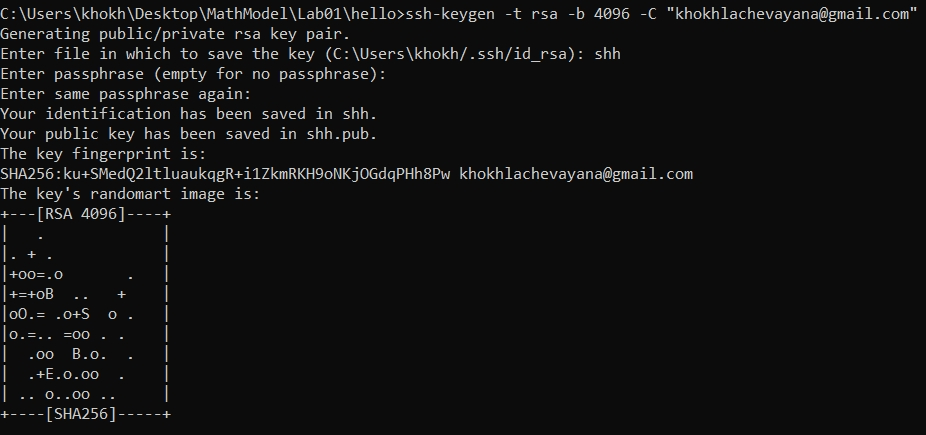 C:\Users\khokh\Desktop\MathModel\Lab01\hello>ssh-keygen -t rsa -b 4096 -C "khokhlachevayana@gmail.com"
Generating public/private rsa key pair.
Enter file in which to save the key (C:\Users\khokh/.ssh/id_rsa): shh
Enter passphrase (empty for no passphrase):
Enter same passphrase again:
Your identification has been saved in shh.
Your public key has been saved in shh.pub.
The key fingerprint is:
SHA256:ku+SMedQ2ltluaukqgR+i1ZkmRKH9oNKjOGdqPHh8Pw khokhlachevayana@gmail.com
The key's randomart image is:
+---[RSA 4096]----+
|   .             |
|. + .            |
|+oo=.o       .   |
|+=+oB  ..   +    |
|oO.= .o+S  o .   |
|o.=.. =oo . .    |
|  .oo  B.o.  .   |
|  .+E.o.oo  .    |
| .. o..oo ..     |
+----[SHA256]-----+